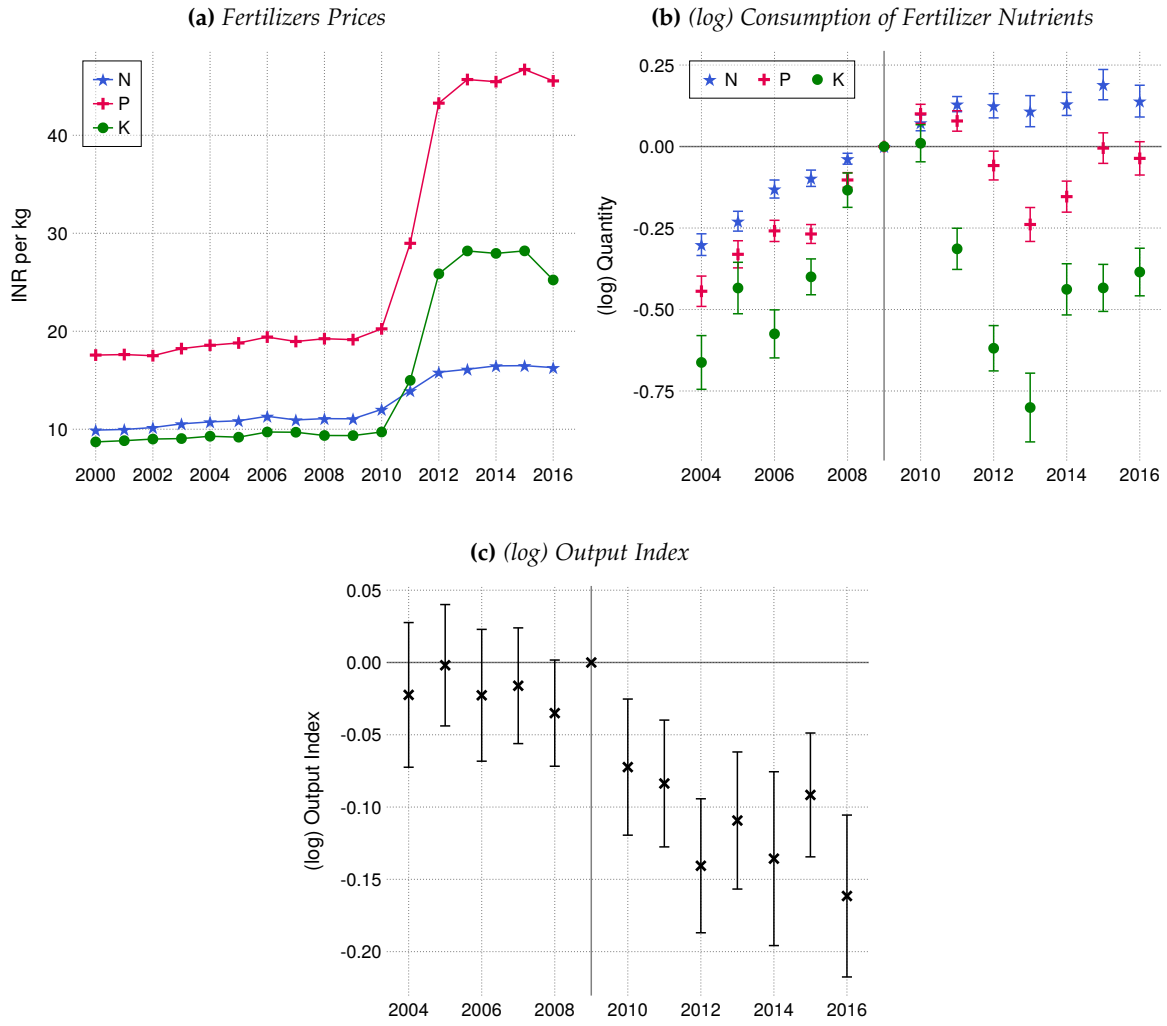 (a) Fertilizers Prices
N
P
K
INR per kg
40
30
20
10
2000 2002 2004 2006 2008 2010 2012 2014 2016
(b) (log) Consumption of Fertilizer Nutrients
N P K
(log) Quantity
0.25
0.00
-0.25
-0.50
-0.75
2004 2006 2008 2010 2012 2014 2016
(c) (log) Output Index
(log) Output Index
0.05
0.00
-0.05
-0.10
-0.15
-0.20
2004 2006 2008 2010 2012 2014 2016